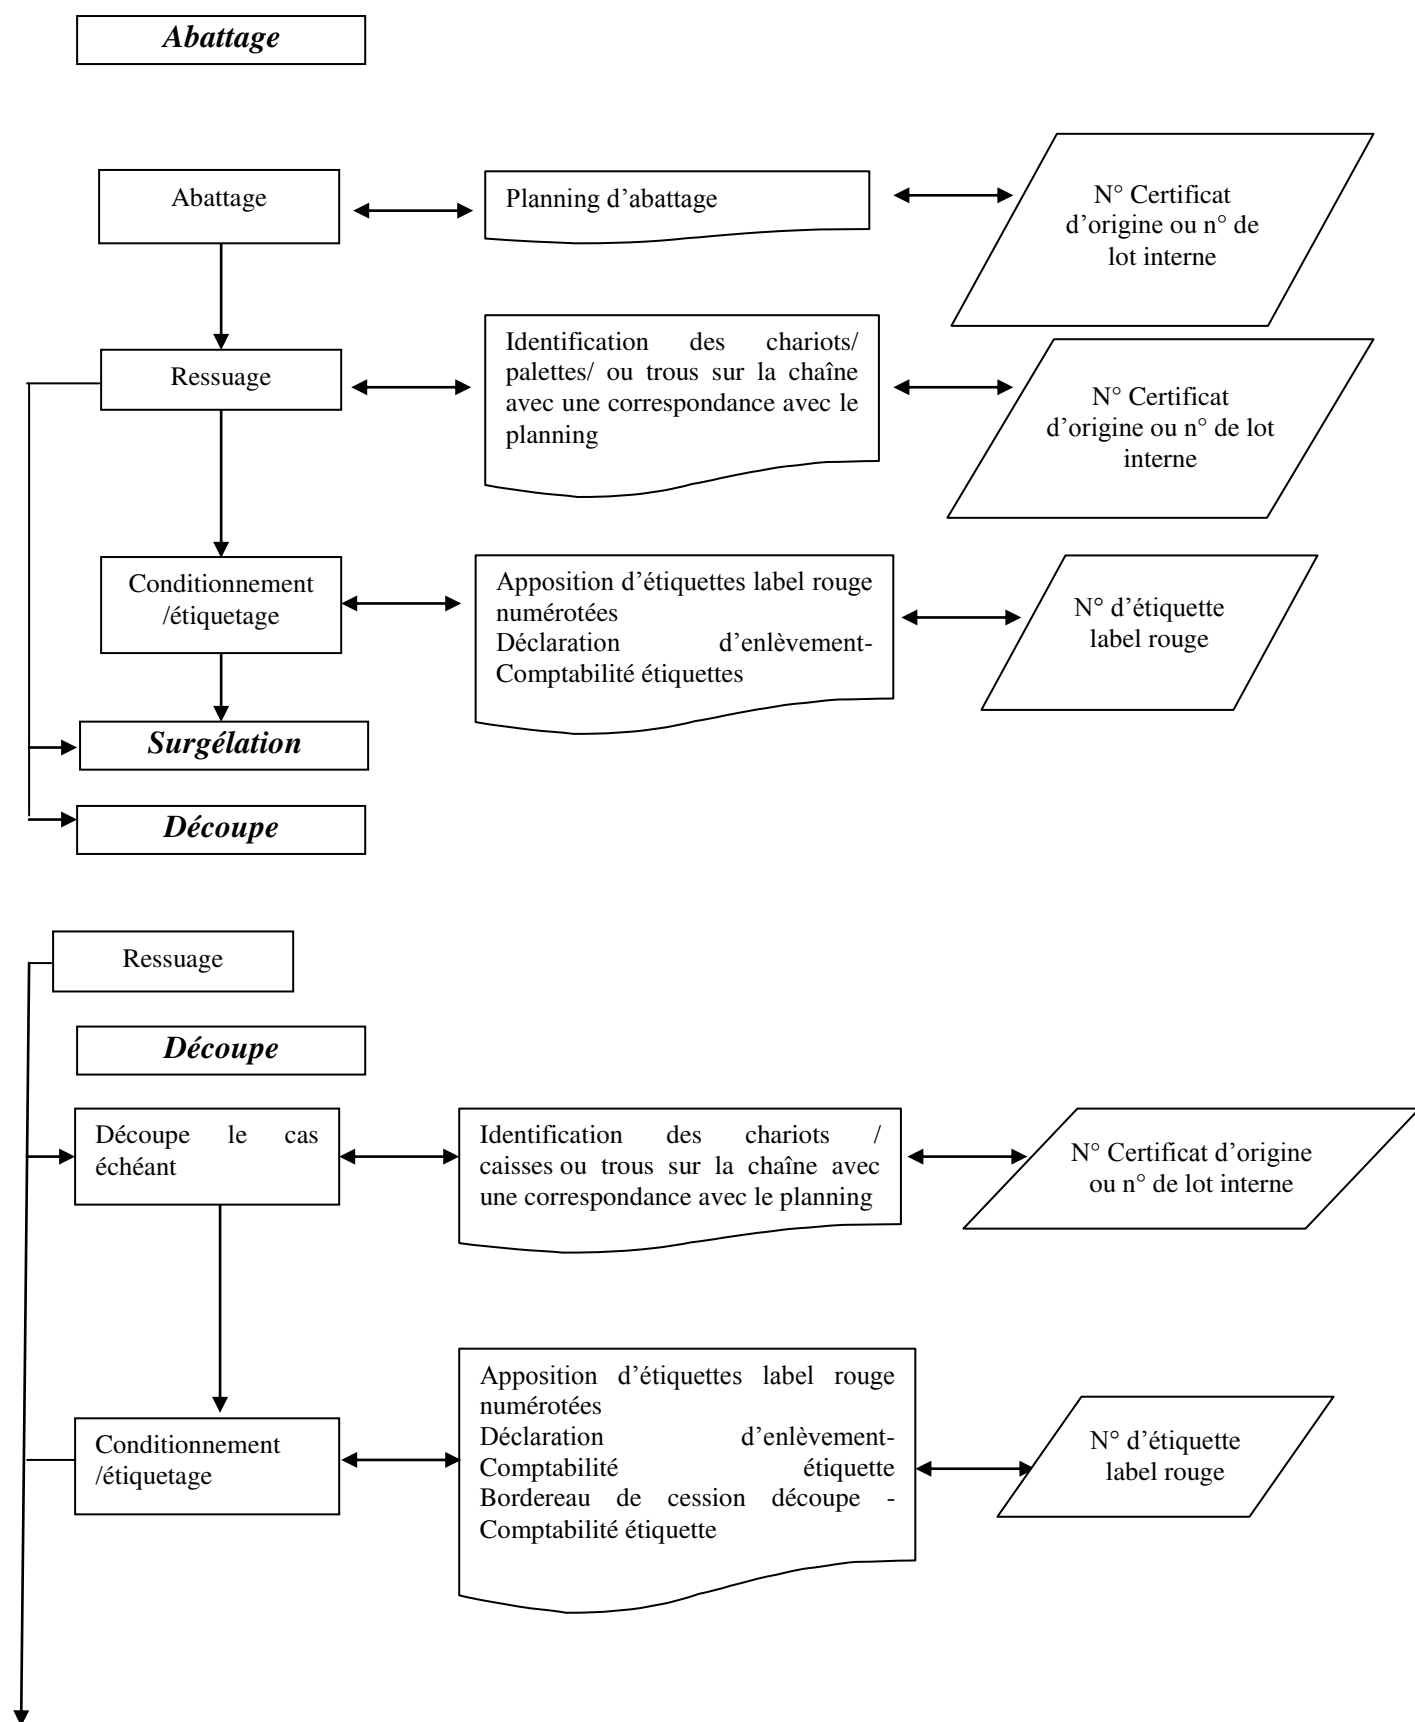 Abattage
Abattage
Planning d'abattage
N° Certificat
d'origine ou n° de
lot interne
Ressuage
Identification des chariots/
palettes/ ou trous sur la chaîne
avec une correspondance avec le
planning
N° Certificat
d'origine ou n° de lot
interne
Conditionnement
/étiquetage
Apposition d'étiquettes label rouge
numérotées
Déclaration d'enlèvement-
Comptabilité étiquettes
N° d'étiquette
label rouge
Surgélation
Découpe
Ressuage
Découpe
Découpe le cas
échéant
Identification des chariots /
caisses ou trous sur la chaîne avec
une correspondance avec le planning
N° Certificat d'origine
ou n° de lot interne
Conditionnement
/étiquetage
Apposition d'étiquettes label rouge
numérotées
Déclaration d'enlèvement-
Comptabilité étiquette
Bordereau de cession découpe -
Comptabilité étiquette
N° d'étiquette
label rouge